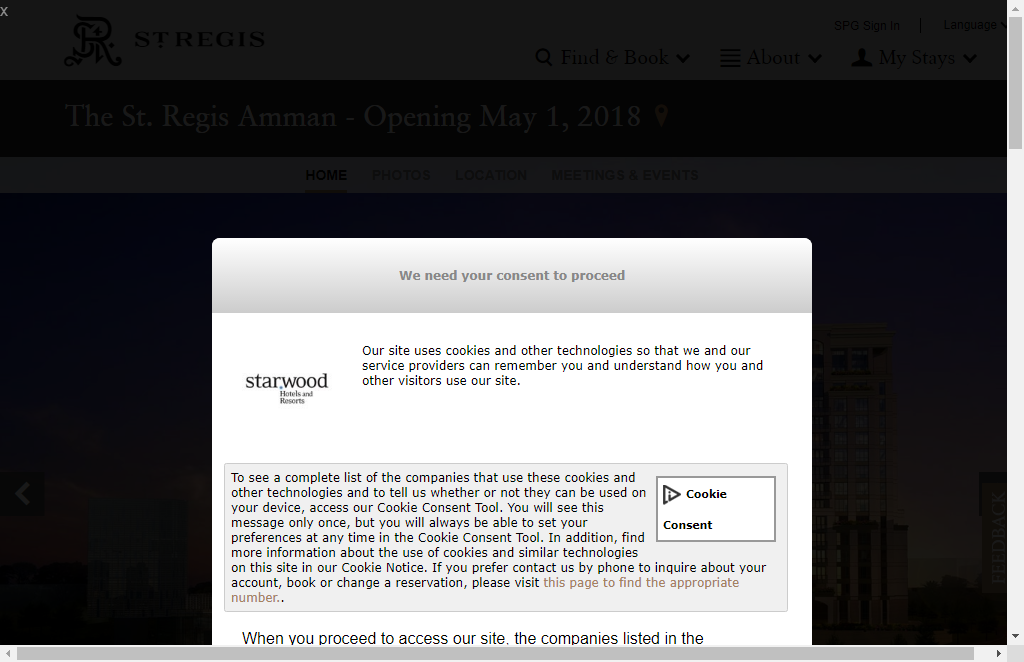 X
ST REGIS
SPG Sign In
Language
Find & Book
About
My Stays
The St. Regis Amman - Opening May 1, 2018
HOME
PHOTOS
LOCATION
MEETINGS & EVENTS
We need your consent to proceed
starwood
Hotels and
Resorts
Our site uses cookies and other technologies so that we and our
service providers can remember you and understand how you and
other visitors use our site.
To see a complete list of the companies that use these cookies and
other technologies and to tell us whether or not they can be used on
your device, access our Cookie Consent Tool. You will see this
message only once, but you will always be able to set your
preferences at any time in the Cookie Consent Tool. In addition, find
more information about the use of cookies and similar technologies
on this site in our Cookie Notice. If you prefer contact us by phone to inquire about your
account, book or change a reservation, please visit this page to find the appropriate
number..
Cookie
Consent
FEEDBACK
When you proceed to access our site, the companies listed in the